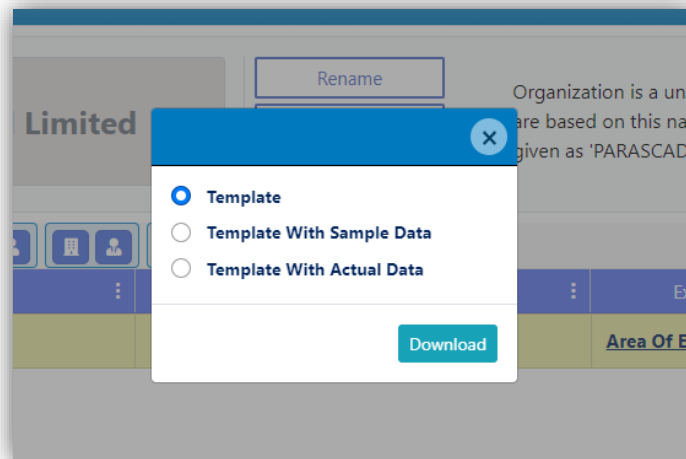 Rename
Limited
Organization is a un
are based on this na
given as 'PARASCAD
Template
Template With Sample Data
Template With Actual Data
Download
Area Of E